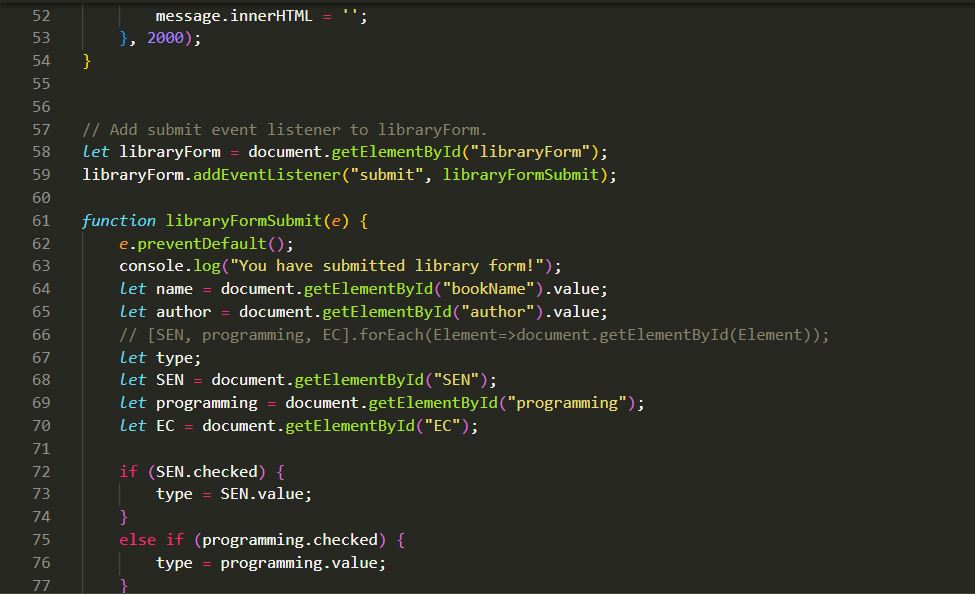 52 message.innerHTML = '';
53 }, 2000);
54 }
55
56
57 // Add submit event listener to libraryForm.
58 let libraryForm = document.getElementById("libraryForm");
59 libraryForm.addEventListener("submit", libraryFormSubmit);
60
61 function libraryFormSubmit(e) {
62 e.preventDefault();
63 console.log("You have submitted library form!");
64 let name = document.getElementById("bookName").value;
65 let author = document.getElementById("author").value;
66 // [SEN, programming, EC].forEach(Element=>document.getElementById(Element));
67 let type;
68 let SEN = document.getElementById("SEN");
69 let programming = document.getElementById("programming");
70 let EC = document.getElementById("EC");
71
72 if (SEN.checked) {
73 type = SEN.value;
74 }
75 else if (programming.checked) {
76 type = programming.value;
77 }